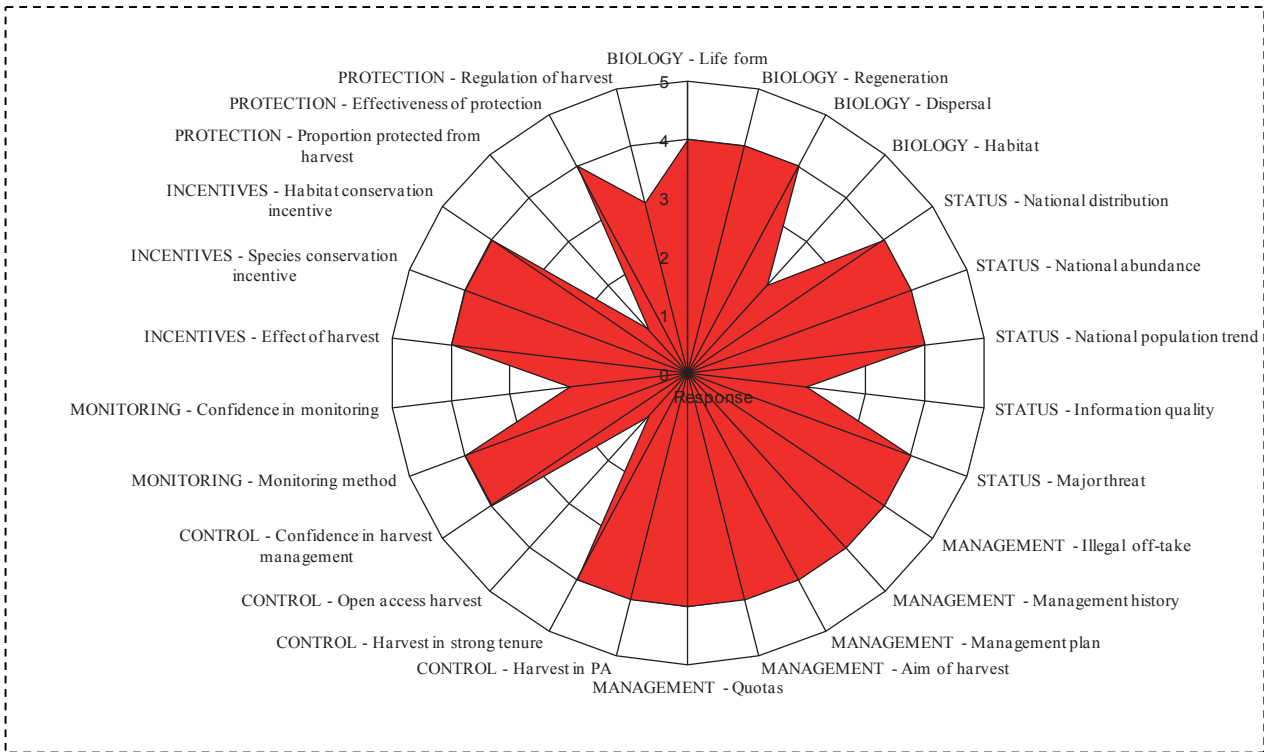 BIOLOGY - Life form
BIOLOGY - Regeneration
BIOLOGY - Dispersal
BIOLOGY - Habitat
STATUS - National distribution
STATUS - National abundance
STATUS - National population trend
STATUS - Information quality
STATUS - Major threat
MANAGEMENT - Illegal off-take
MANAGEMENT - Management history
MANAGEMENT - Management plan
MANAGEMENT - Aim of harvest
MANAGEMENT - Quotas
CONTROL - Harvest in PA
CONTROL - Harvest in strong tenure
CONTROL - Open access harvest
CONTROL - Confidence in harvest
management
MONITORING - Monitoring method
MONITORING - Confidence in monitoring
INCENTIVES - Effect of harvest
INCENTIVES - Species conservation
incentive
INCENTIVES - Habitat conservation
incentive
PROTECTION - Proportion protected from
harvest
PROTECTION - Effectiveness of protection
PROTECTION - Regulation of harvest
5
4
3
2
1
0
Response